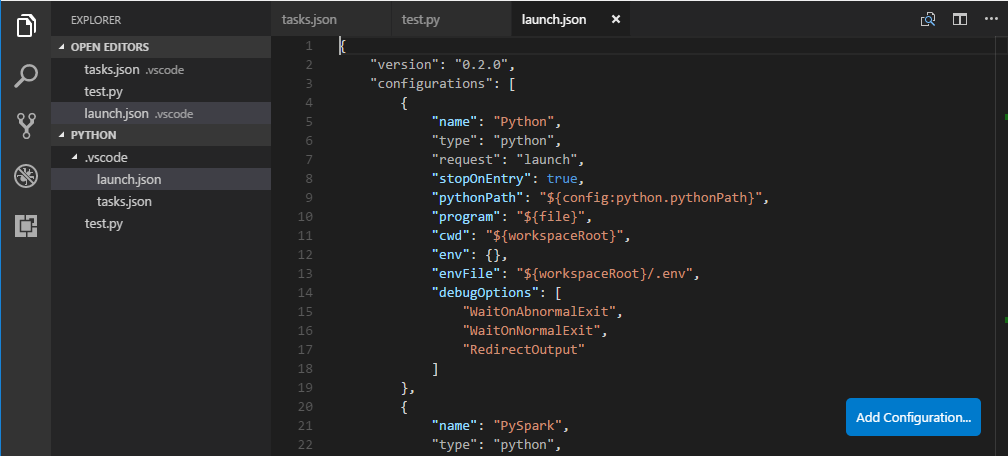 EXPLORER
OPEN EDITORS
tasks.json .vscode
test.py
launch.json .vscode
PYTHON
.vscode
launch.json
tasks.json
test.py
tasks.json test.py launch.json
1 {
2 "version": "0.2.0",
3 "configurations": [
4 {
5 "name": "Python",
6 "type": "python",
7 "request": "launch",
8 "stopOnEntry": true,
9 "pythonPath": "${config:python.pythonPath}",
10 "program": "${file}",
11 "cwd": "${workspaceRoot}",
12 "env": {},
13 "envFile": "${workspaceRoot}/.env",
14 "debugOptions": [
15 "WaitOnAbnormalExit",
16 "WaitOnNormalExit",
17 "RedirectOutput"
18 ]
19 },
20 {
21 "name": "PySpark",
22 "type": "python",
Add Configuration...